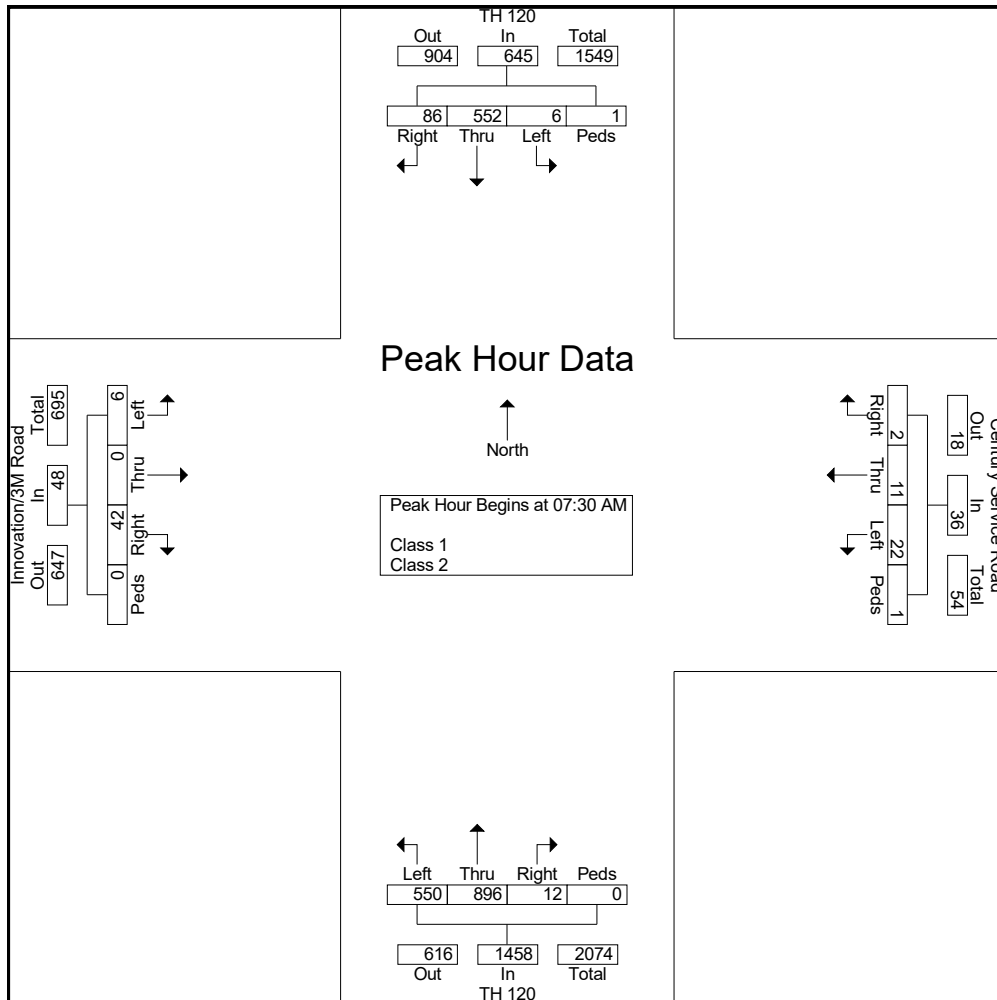 TH 120
Out In Total
904 645 1549
86 552 6 1
Right Thru Left Peds
Peak Hour Data
North
Peak Hour Begins at 07:30 AM
Class 1
Class 2
Innovation/3M Road
Total In Out
695 48 647
6 0 42 0
Left Thru Right Peds
Right Thru Left Peds
2 11 22 1
Out In Total
18 36 54
Century Service Road
Left Thru Right Peds
550 896 12 0
616 1458 2074
Out In Total
TH 120